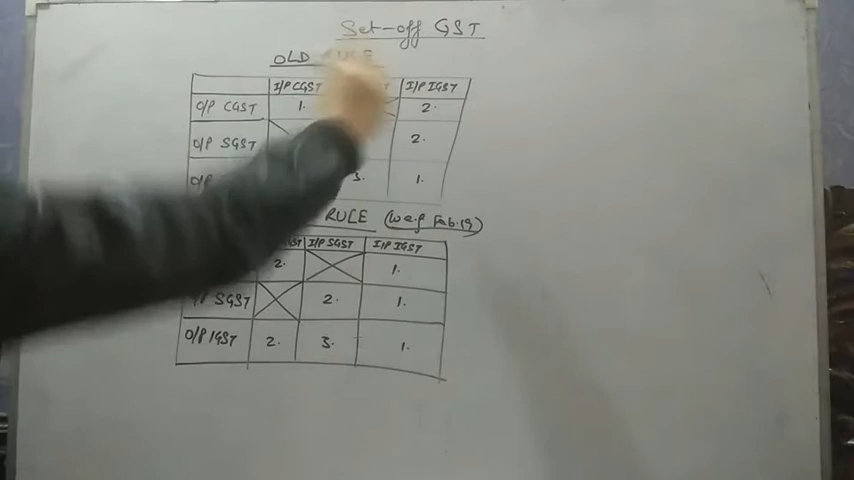 Set-off GST
OLD
I/P CGST I/P IGST
O/P CGST 1. 2.
O/P SGST 2.
3. 1.
RULE (w.e.f Feb.19)
I/P SGST I/P IGST
2. 1.
SGST 2. 1.
O/P IGST 2. 3. 1.